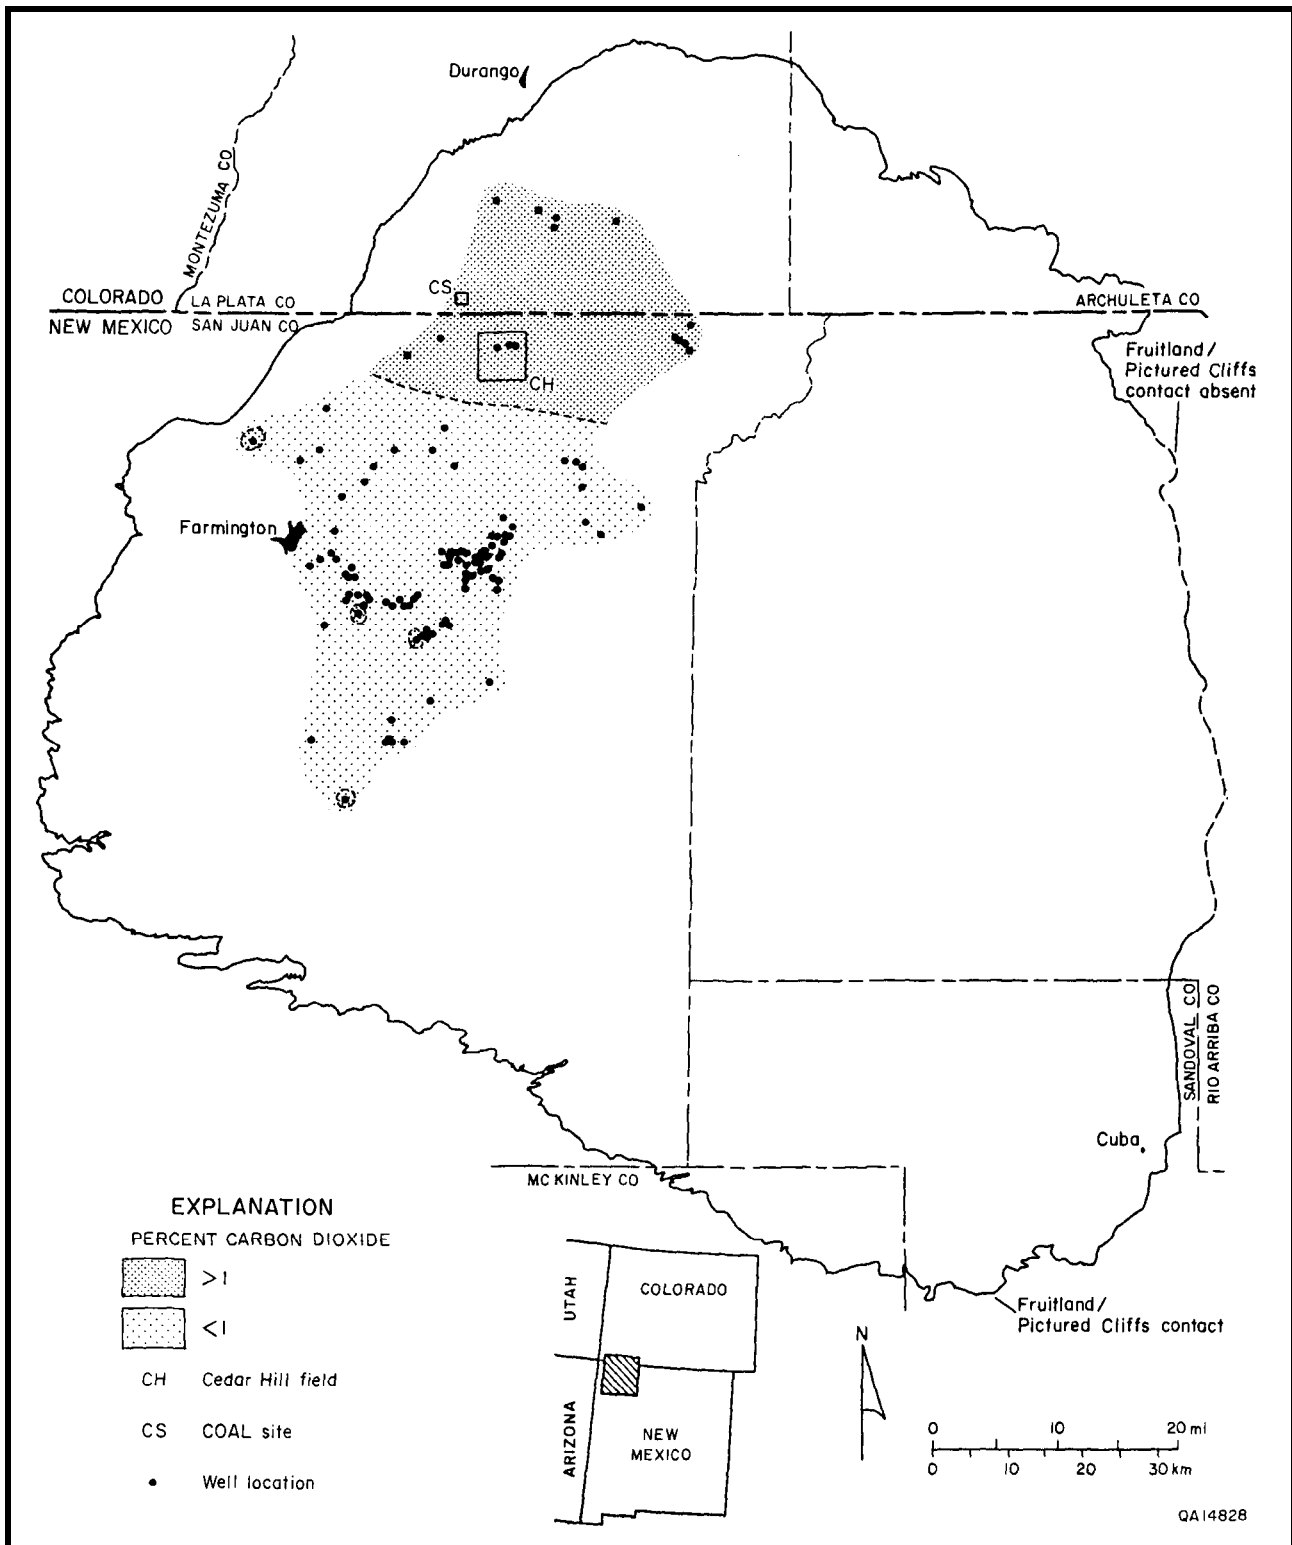 Durango
MONTEZUMA CO
CS
COLORADO
LA PLATA CO
ARCHULETA CO
NEW MEXICO
SAN JUAN CO
Fruitland/
Pictured Cliffs
contact absent
CH
Farmington
SANDOVAL CO
RIO ARRIBA CO
Cuba
MC KINLEY CO
EXPLANATION
PERCENT CARBON DIOXIDE
>1
<1
CH Cedar Hill field
CS COAL site
Well location
UTAH
COLORADO
ARIZONA
NEW
MEXICO
Fruitland/
Pictured Cliffs contact
N
0 10 20 mi
0 10 20 30 km
QA14828